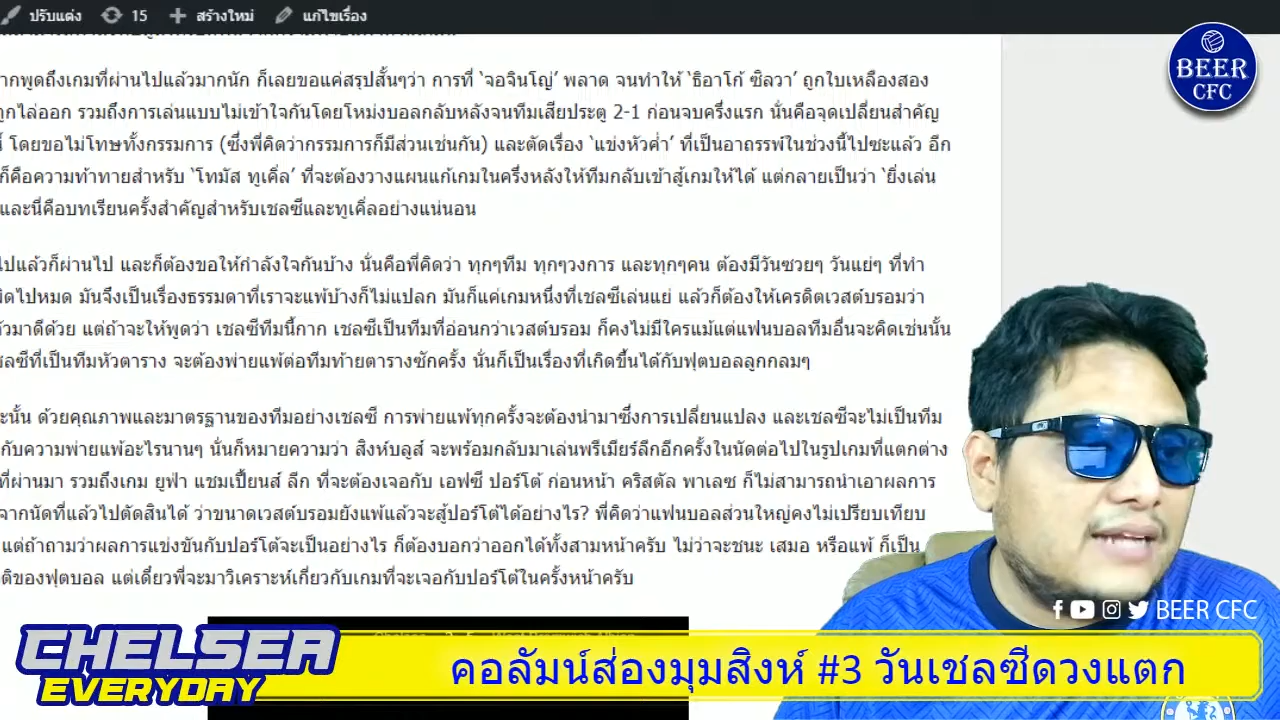 ปรับแต่ง 15 สร้างใหม่ แก้ไขเรื่อง
BEER
CFC
ากพูดถึงเกมที่ผ่านไปแล้วมากนัก ก็เลยขอแค่สรุปสั้นๆว่า การที่ 'จอจินโญ่' พลาด จนทำให้ 'ธิอาโก้ ซิลวา' ถูกใบเหลืองสอง
ถูกไล่ออก รวมถึงการเล่นแบบไม่เข้าใจกันโดยโหม่งบอลกลับหลังจนทีมเสียประตู 2-1 ก่อนจบครึ่งแรก นั่นคือจุดเปลี่ยนสำคัญ
โดยขอไม่โทษทั้งกรรมการ (ซึ่งพี่คิดว่ากรรมการก็มีส่วนเช่นกัน) และตัดเรื่อง 'แข่งหัวค่ำ' ที่เป็นอาถรรพ์ในช่วงนี้ไปซะแล้ว อีก
ก็คือความท้าทายสำหรับ 'โทมัส ทูเคิ่ล' ที่จะต้องวางแผนแก้เกมในครึ่งหลังให้ทีมกลับเข้าสู้เกมให้ได้ แต่กลายเป็นว่า 'ยิ่งเล่น
และนี่คือบทเรียนครั้งสำคัญสำหรับเชลซีและทูเคิ่ลอย่างแน่นอน
ไปแล้วก็ผ่านไป และก็ต้องขอให้กำลังใจกันบ้าง นั่นคือพี่คิดว่า ทุกๆทีม ทุกๆวงการ และทุกๆคน ต้องมีวันซวยๆ วันแย่ๆ ที่ทำ
ผิดไปหมด มันจึงเป็นเรื่องธรรมดาที่เราจะแพ้บ้างก็ไม่แปลก มันก็แค่เกมหนึ่งที่เชลซีเล่นแย่ แล้วก็ต้องให้เครดิตเวสต์บรอมว่า
ตัวมาดีด้วย แต่ถ้าจะให้พูดว่า เชลซีทีมนี้กาก เชลซีเป็นทีมที่อ่อนกว่าเวสต์บรอม ก็คงไม่มีใครแม้แต่แฟนบอลทีมอื่นจะคิดเช่นนั้น
ชลซีที่เป็นทีมหัวตาราง จะต้องพ่ายแพ้ต่อทีมท้ายตารางซักครั้ง นั่นก็เป็นเรื่องที่เกิดขึ้นได้กับฟุตบอลลูกกลมๆ
ะนั้น ด้วยคุณภาพและมาตรฐานของทีมอย่างเชลซี การพ่ายแพ้ทุกครั้งจะต้องนำมาซึ่งการเปลี่ยนแปลง และเชลซีจะไม่เป็นทีม
กับความพ่ายแพ้อะไรนานๆ นั่นก็หมายความว่า สิงห์บลูส์ จะพร้อมกลับมาเล่นพรีเมียร์ลีกอีกครั้งในนัดต่อไปในรูปเกมที่แตกต่าง
ที่ผ่านมา รวมถึงเกม ยูฟ่า แชมเปี้ยนส์ ลีก ที่จะต้องเจอกับ เอฟซี ปอร์โต้ ก่อนหน้า คริสตัล พาเลซ ก็ไม่สามารถนำเอาผลการ
จากนัดที่แล้วไปตัดสินได้ ว่าขนาดเวสต์บรอมยังแพ้แล้วจะสู้ปอร์โต้ได้อย่างไร? พี่คิดว่าแฟนบอลส่วนใหญ่คงไม่เปรียบเทียบ
แต่ถ้าถามว่าผลการแข่งขันกับปอร์โต้จะเป็นอย่างไร ก็ต้องบอกว่าออกได้ทั้งสามหน้าครับ ไม่ว่าจะชนะ เสมอ หรือแพ้ ก็เป็น
ติของฟุตบอล แต่เดี๋ยวพี่จะมาวิเคราะห์เกี่ยวกับเกมที่จะเจอกับปอร์โต้ในครั้งหน้าครับ
BEER CFC
CHELSEA
EVERYDAY
คอลัมน์ส่องมุมสิงห์ #3 วันเชลซีดวงแตก